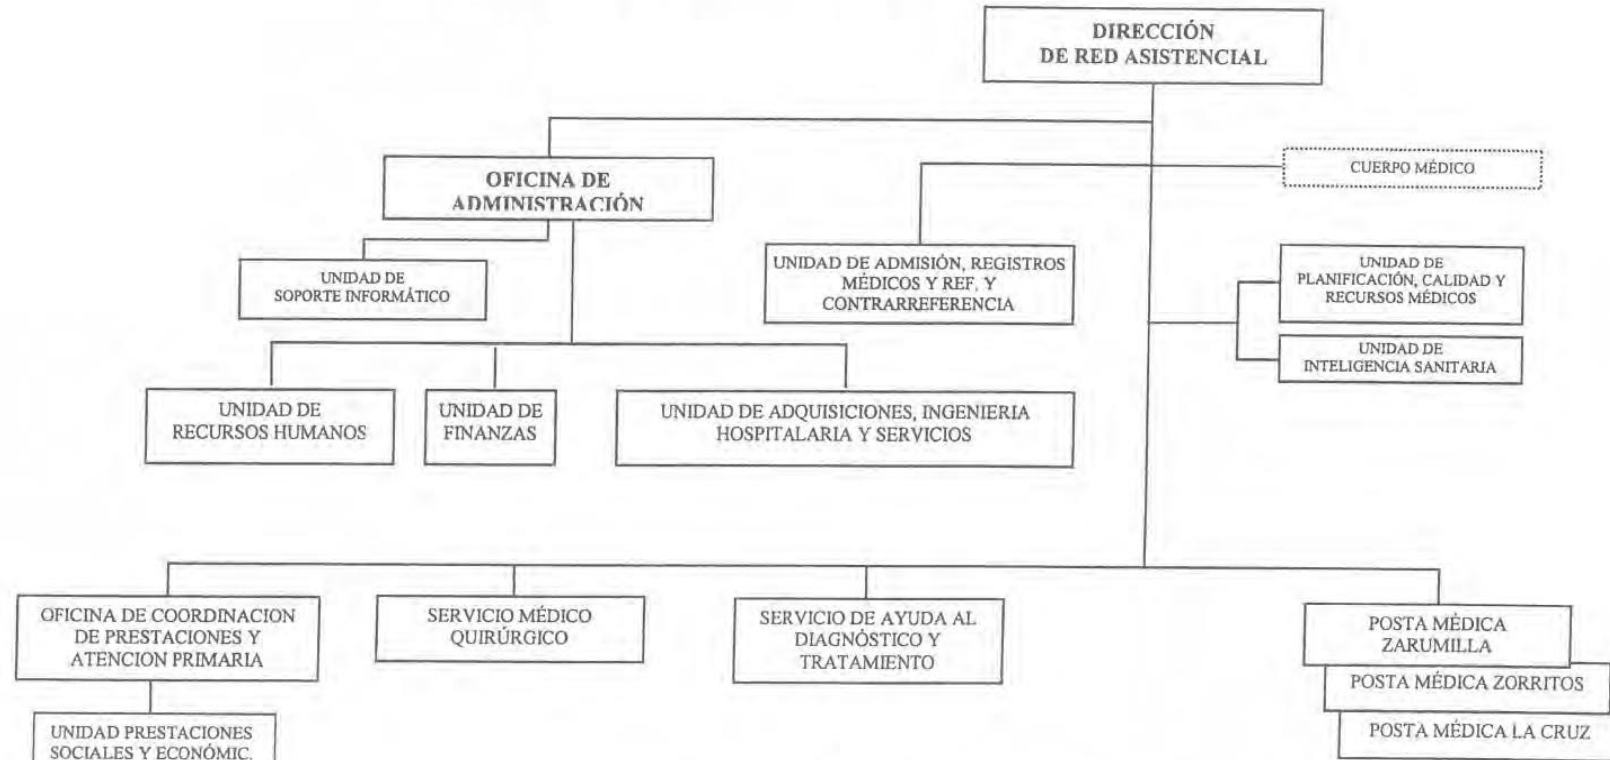 DIRECCIÓN
DE RED ASISTENCIAL
OFICINA DE
ADMINISTRACIÓN
CUERPO MÉDICO
UNIDAD DE
SOPORTE INFORMÁTICO
UNIDAD DE ADMISIÓN, REGISTROS
MÉDICOS Y REF. Y
CONTRARREFERENCIA
UNIDAD DE
PLANIFICACIÓN, CALIDAD Y
RECURSOS MÉDICOS
UNIDAD DE
INTELIGENCIA SANITARIA
UNIDAD DE
RECURSOS HUMANOS
UNIDAD DE
FINANZAS
UNIDAD DE ADQUISICIONES, INGENIERIA
HOSPITALARIA Y SERVICIOS
OFICINA DE COORDINACION
DE PRESTACIONES Y
ATENCION PRIMARIA
SERVICIO MÉDICO
QUIRÚRGICO
SERVICIO DE AYUDA AL
DIAGNÓSTICO Y
TRATAMIENTO
POSTA MÉDICA
ZARUMILLA
POSTA MÉDICA ZORRITOS
POSTA MÉDICA LA CRUZ
UNIDAD PRESTACIONES
SOCIALES Y ECONÓMIC.